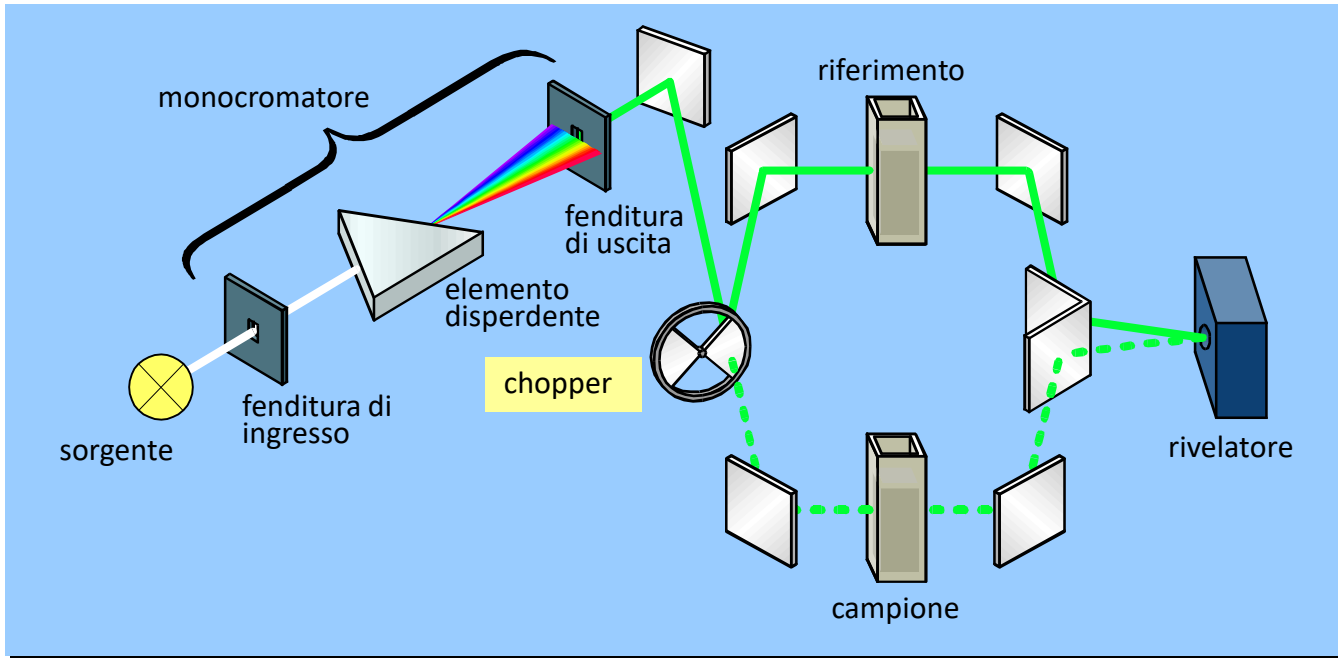 monocromatore
riferimento
fenditura
di uscita
elemento
disperdente
chopper
fenditura di
ingresso
sorgente
rivelatore
campione